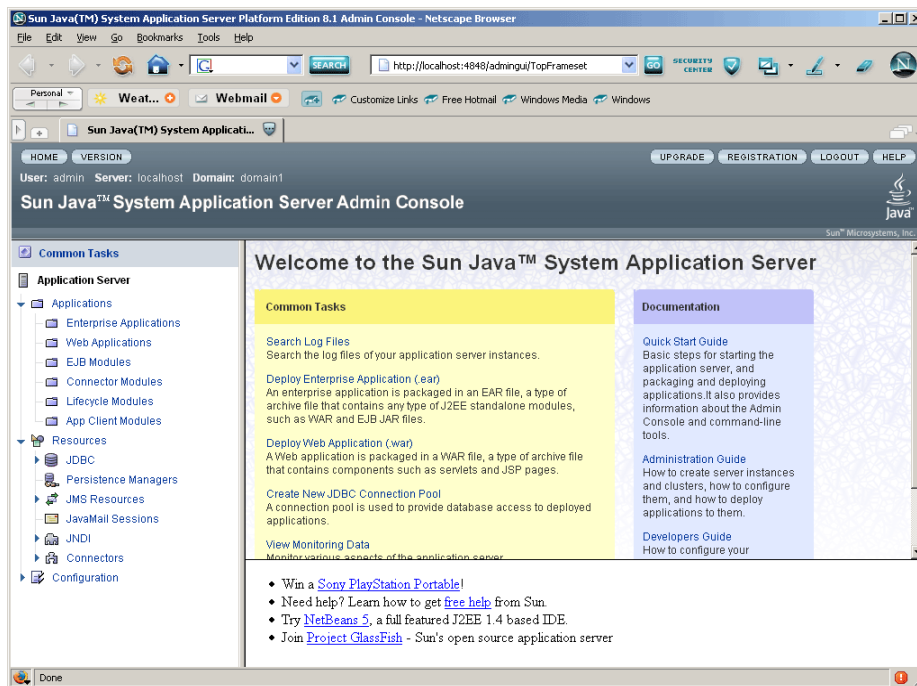 Sun Java(TM) System Application Server Platform Edition 8.1 Admin Console - Netscape Browser
File Edit View Go Bookmarks Tools Help
SEARCH http://localhost:4848/admingui/TopFrameset GO SECURITY CENTER N
Personal Weat... Webmail Customize Links Free Hotmail Windows Media Windows
Sun Java(TM) System Applicati...
HOME VERSION UPGRADE REGISTRATION LOGOUT HELP
User: admin Server: localhost Domain: domain1
Sun Java™ System Application Server Admin Console
Java™
Sun™ Microsystems, Inc.
Common Tasks
Application Server
Applications
Enterprise Applications
Web Applications
EJB Modules
Connector Modules
Lifecycle Modules
App Client Modules
Resources
JDBC
Persistence Managers
JMS Resources
JavaMail Sessions
JNDI
Connectors
Configuration
Welcome to the Sun Java™ System Application Server
Common Tasks
Search Log Files
Search the log files of your application server instances.
Deploy Enterprise Application (.ear)
An enterprise application is packaged in an EAR file, a type of
archive file that contains any type of J2EE standalone modules,
such as WAR and EJB JAR files.
Deploy Web Application (.war)
A Web application is packaged in a WAR file, a type of archive file
that contains components such as servlets and JSP pages.
Create New JDBC Connection Pool
A connection pool is used to provide database access to deployed
applications.
View Monitoring Data
Monitor various aspects of the application server
Documentation
Quick Start Guide
Basic steps for starting the
application server, and
packaging and deploying
applications.It also provides
information about the Admin
Console and command-line
tools.
Administration Guide
How to create server instances
and clusters, how to configure
them, and how to deploy
applications to them.
Developers Guide
How to configure your
• Win a Sony PlayStation Portable!
• Need help? Learn how to get free help from Sun.
• Try NetBeans 5, a full featured J2EE 1.4 based IDE.
• Join Project GlassFish - Sun's open source application server
Done